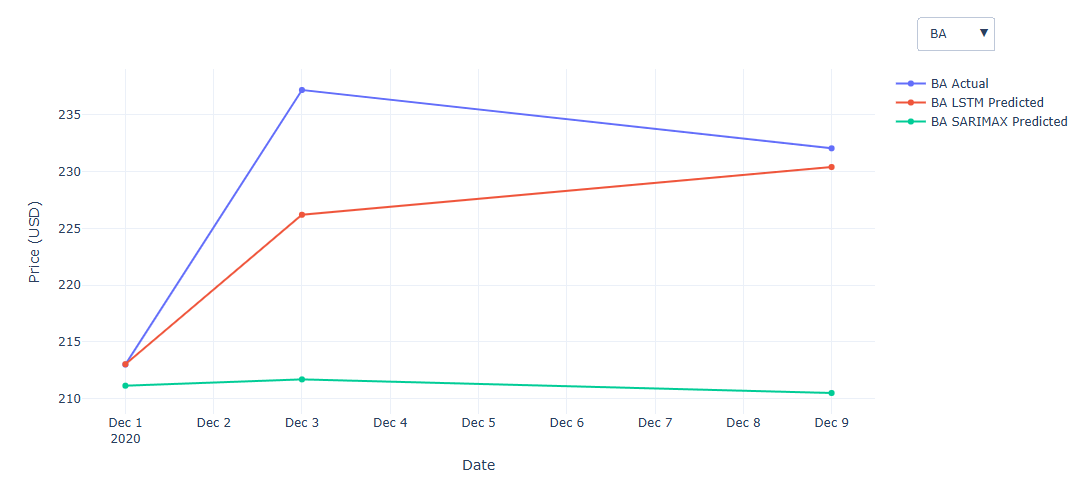 BA ▼
BA Actual
BA LSTM Predicted
BA SARIMAX Predicted
235
230
225
220
215
210
Price (USD)
Dec 1 Dec 2 Dec 3 Dec 4 Dec 5 Dec 6 Dec 7 Dec 8 Dec 9
2020
Date